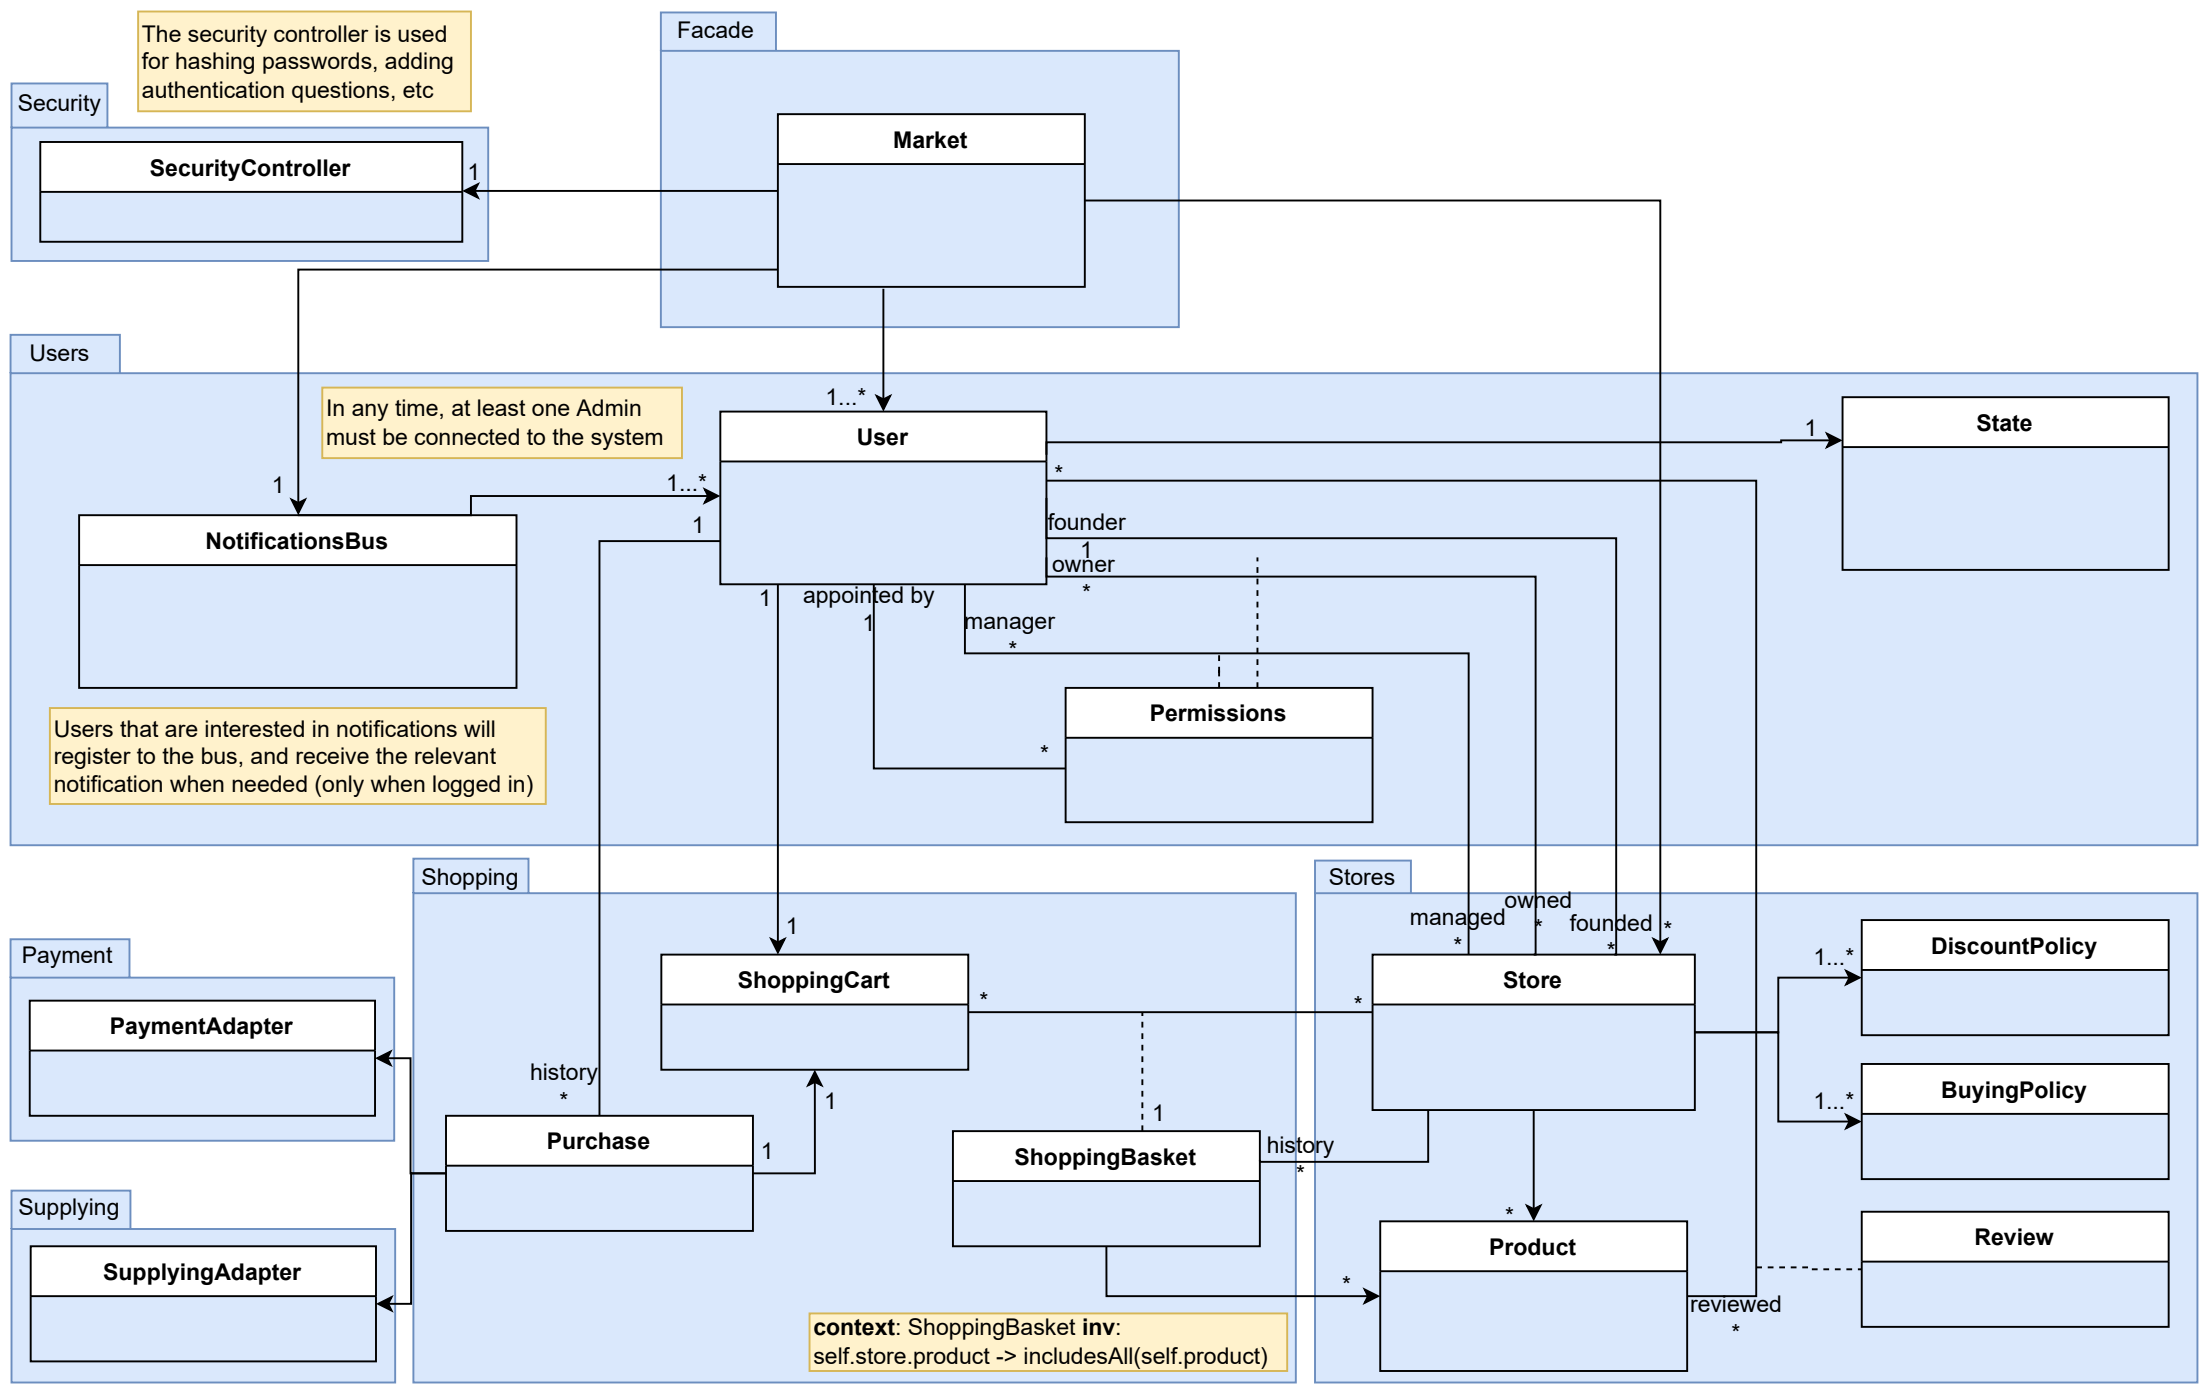 The security controller is used
for hashing passwords, adding
authentication questions, etc
Facade
Security
Market
SecurityController
1
Users
In any time, at least one Admin
must be connected to the system
1...*
User
State
1
*
1...*
1
1
founder
1
NotificationsBus
owner
*
1
appointed by
1
manager
*
Permissions
*
Users that are interested in notifications will
register to the bus, and receive the relevant
notification when needed (only when logged in)
Shopping
Stores
owned
*
managed
*
founded
*
*
1
Payment
DiscountPolicy
1...*
ShoppingCart
*
*
Store
PaymentAdapter
history
*
1
1...*
BuyingPolicy
1
Purchase
1
ShoppingBasket
history
*
Supplying
*
Product
Review
SupplyingAdapter
*
reviewed
*
context: ShoppingBasket inv:
self.store.product -> includesAll(self.product)